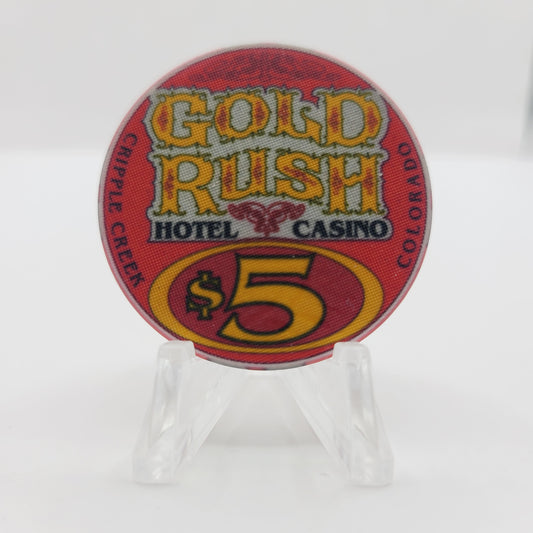 GOLD
RUSH
HOTEL CASINO
CRIPPLE CREEK
COLORADO
$5